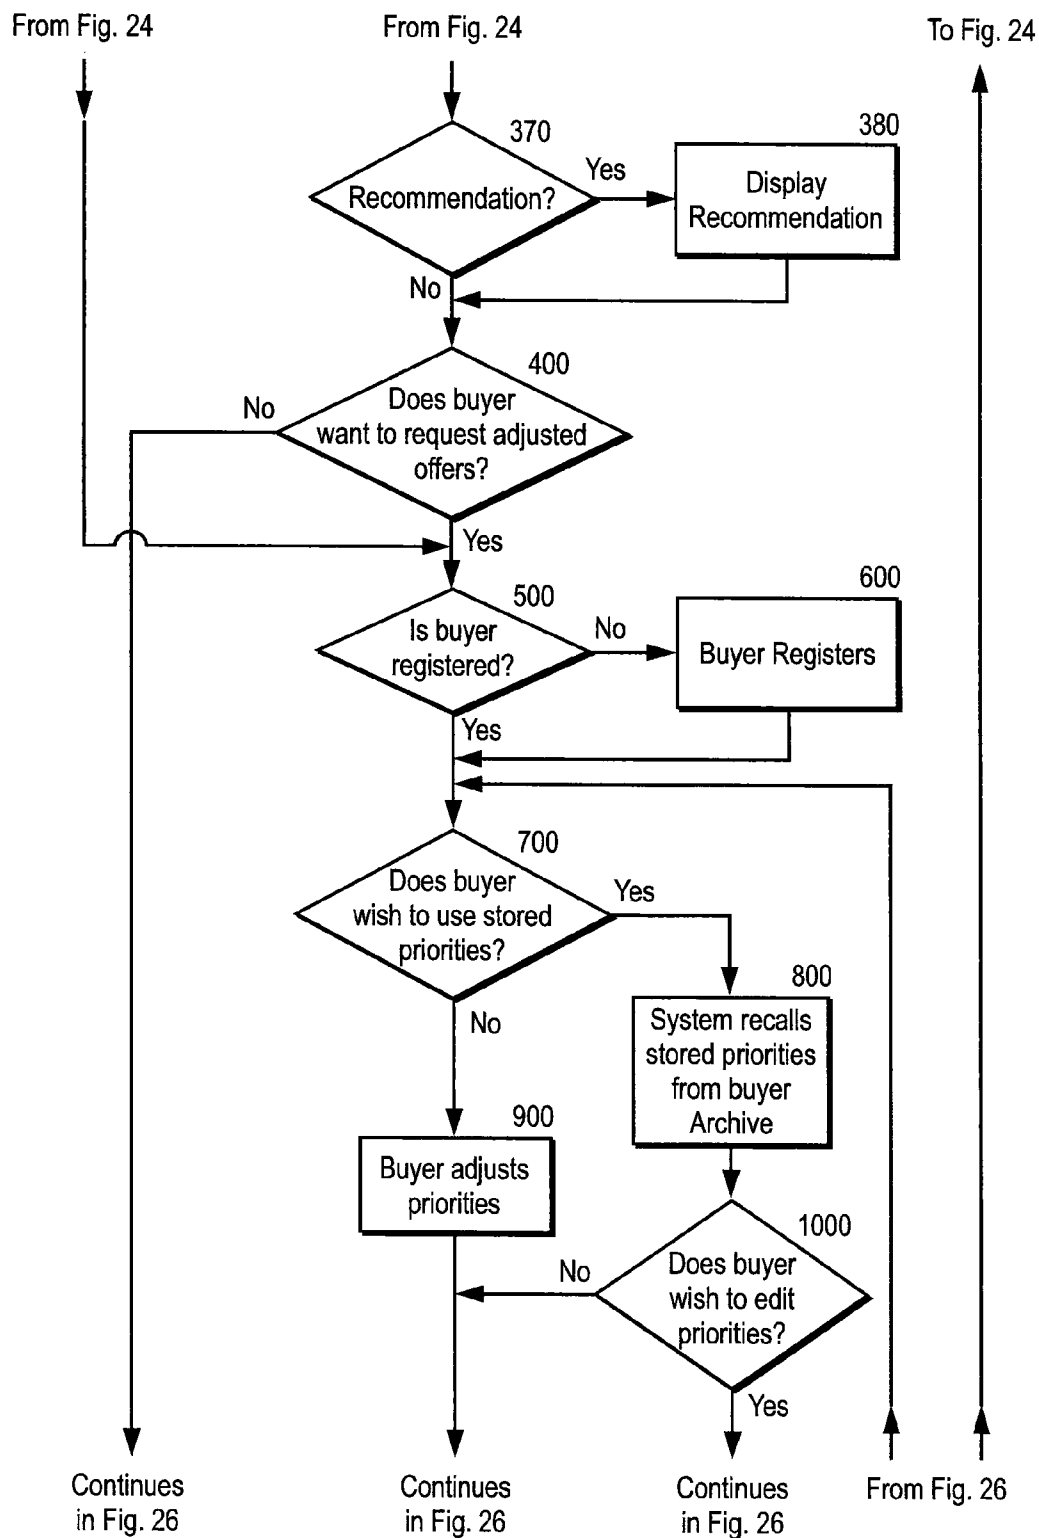 From Fig. 24
From Fig. 24
To Fig. 24
370
Recommendation?
Yes
380
Display
Recommendation
No
400
Does buyer
want to request adjusted
offers?
No
Yes
500
Is buyer
registered?
No
600
Buyer Registers
Yes
700
Does buyer
wish to use stored
priorities?
Yes
No
800
System recalls
stored priorities
from buyer
Archive
900
Buyer adjusts
priorities
1000
Does buyer
wish to edit
priorities?
No
Yes
Continues
in Fig. 26
Continues
in Fig. 26
Continues
in Fig. 26
From Fig. 26